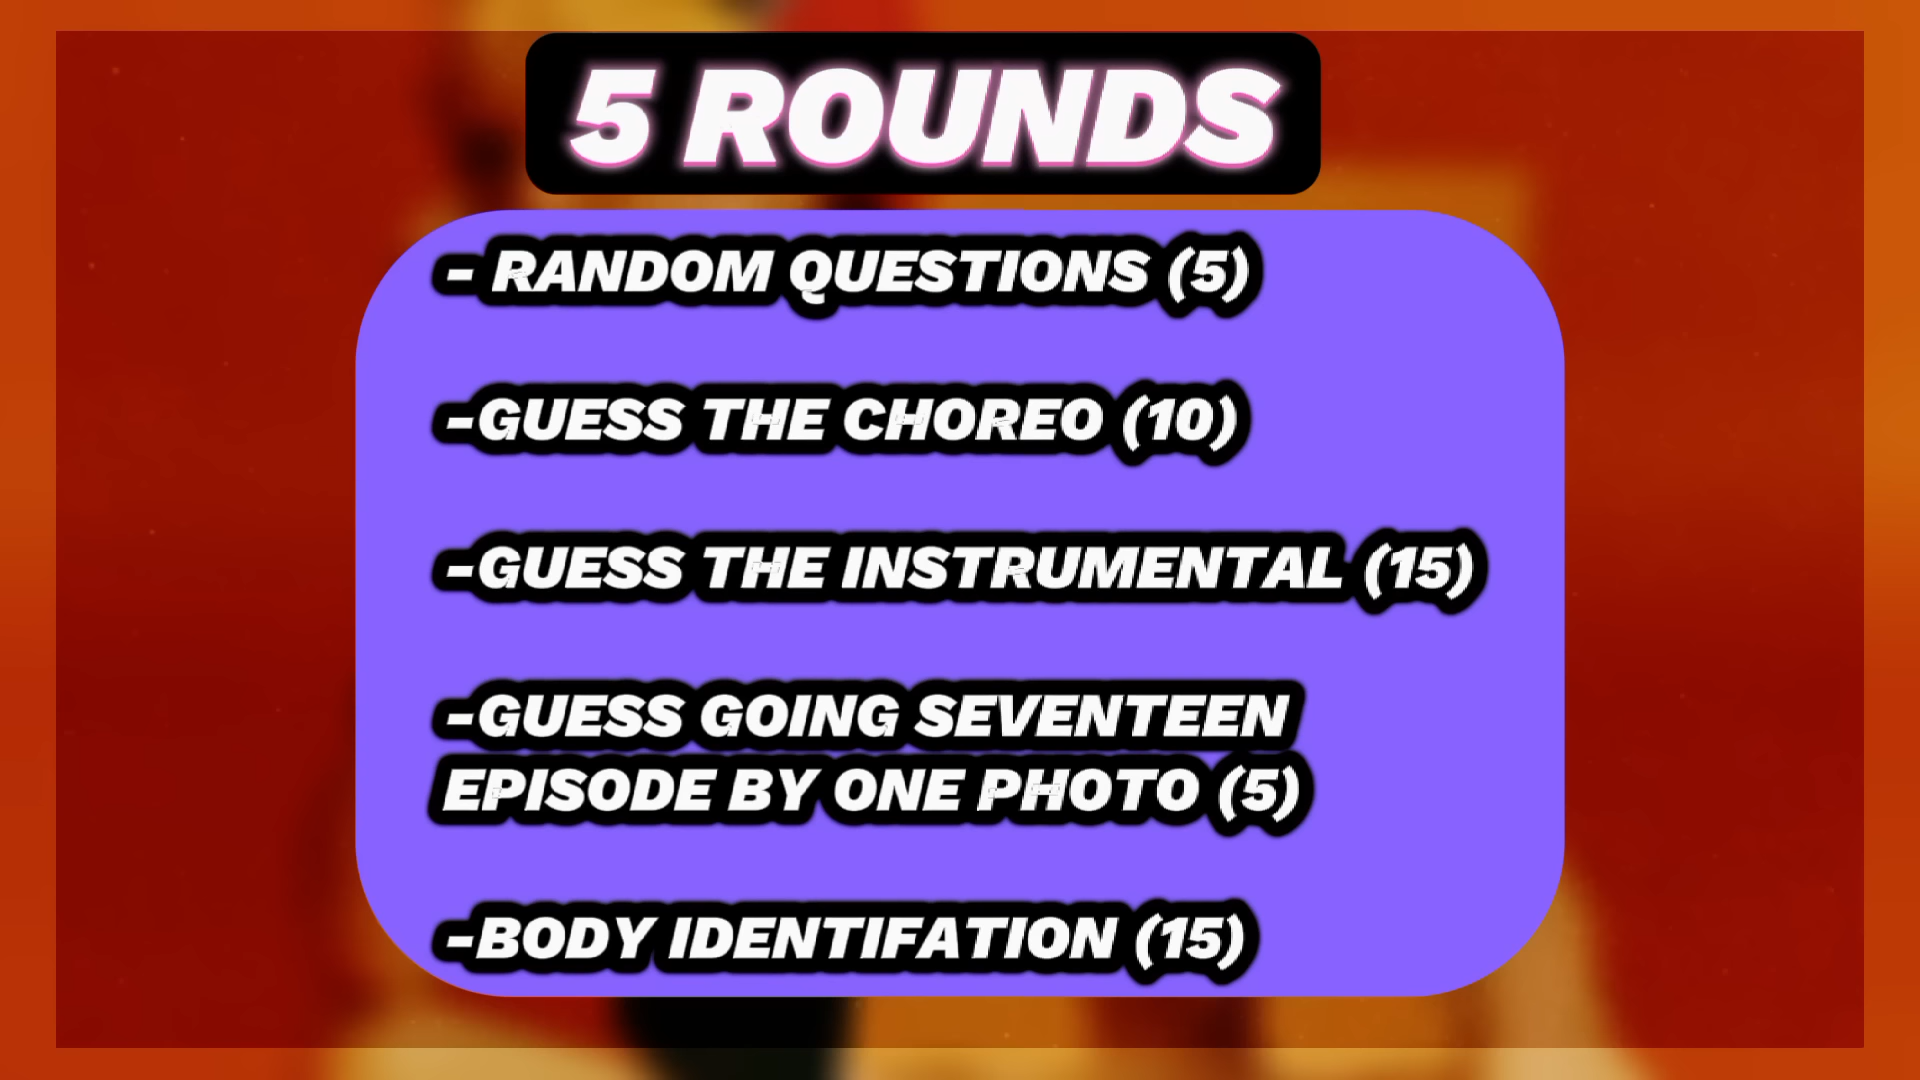 5 ROUNDS
- RANDOM QUESTIONS (5)
-GUESS THE CHOREO (10)
-GUESS THE INSTRUMENTAL (15)
-GUESS GOING SEVENTEEN
EPISODE BY ONE PHOTO (5)
-BODY IDENTIFATION (15)